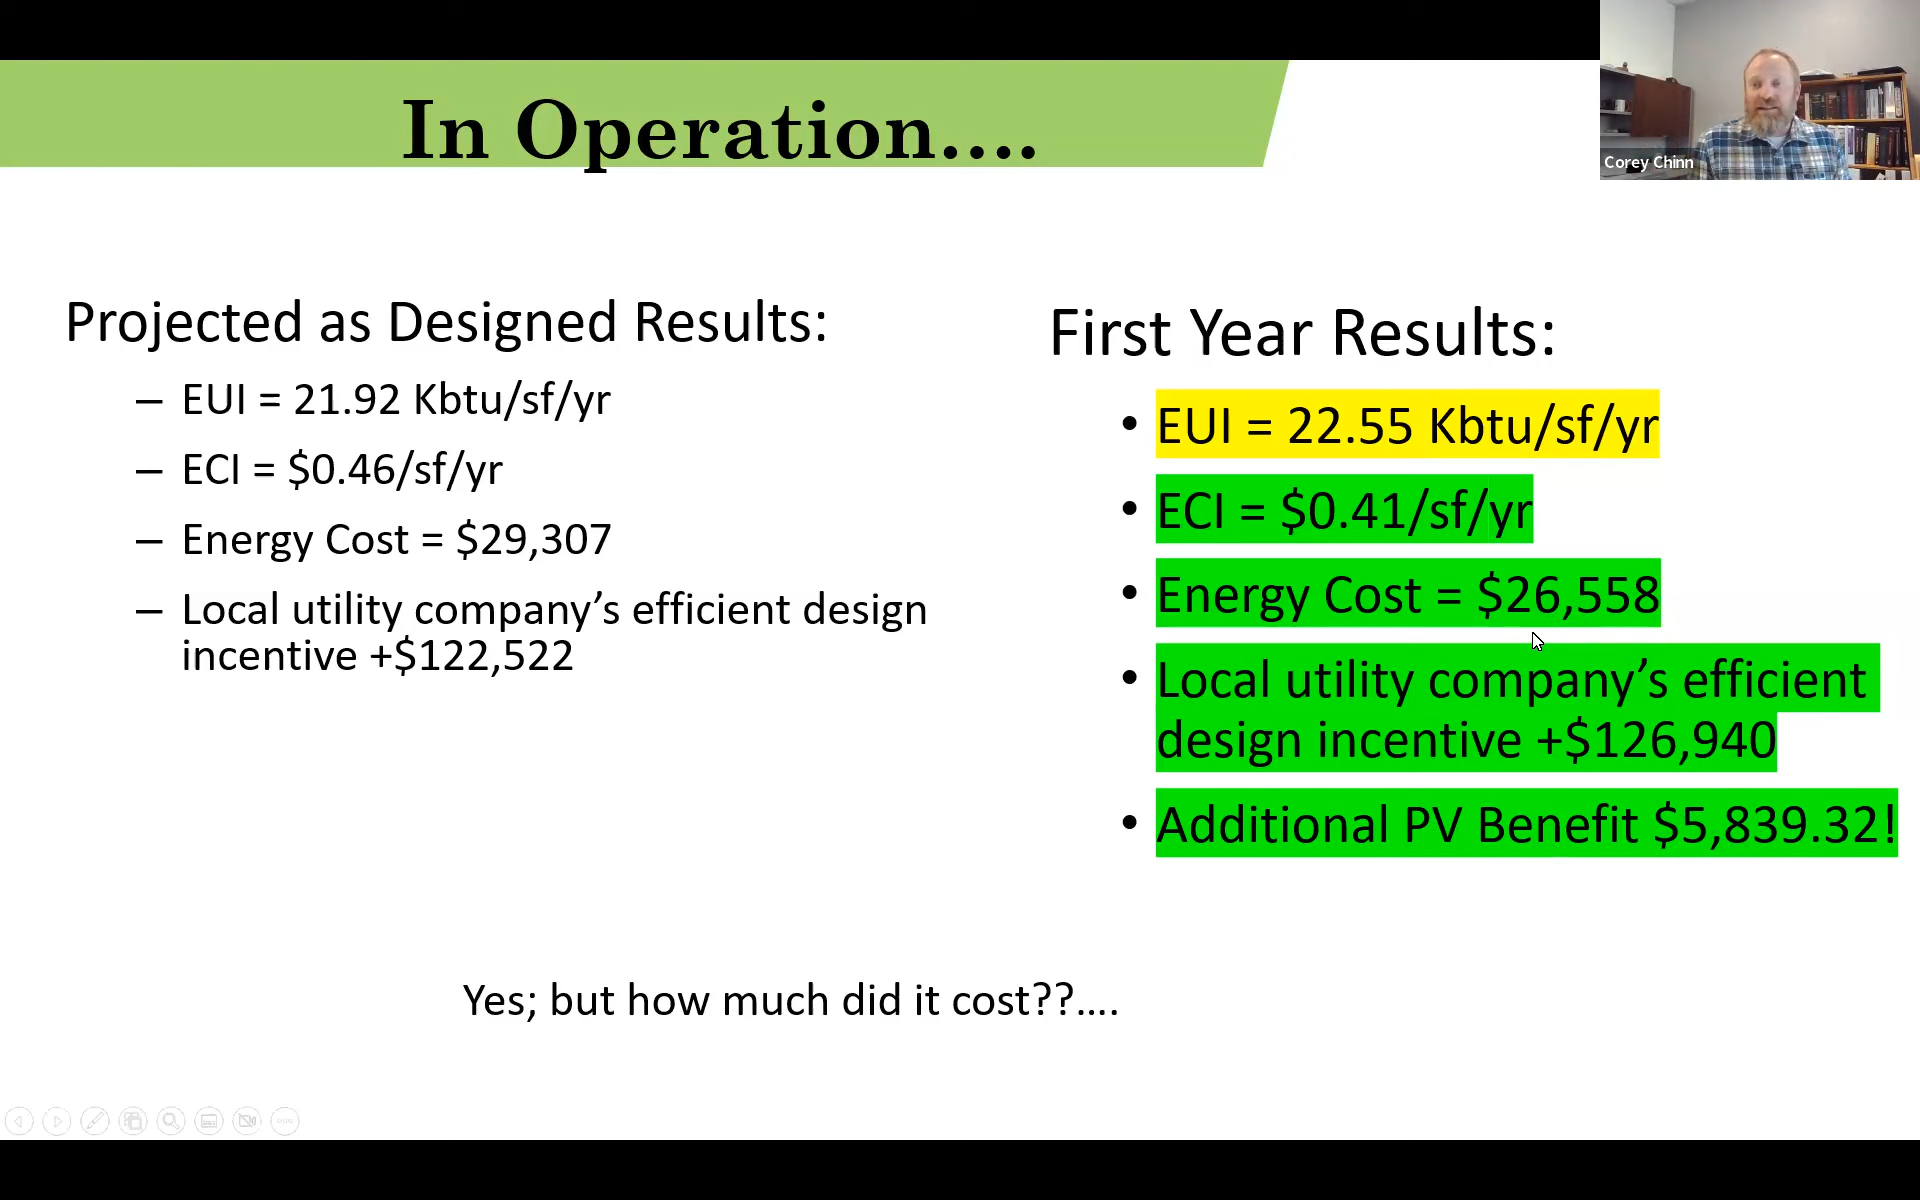 In Operation....
Corey Chinn
Projected as Designed Results:
– EUI = 21.92 Kbtu/sf/yr
– ECI = $0.46/sf/yr
– Energy Cost = $29,307
– Local utility company’s efficient design
incentive +$122,522
First Year Results:
• EUI = 22.55 Kbtu/sf/yr
• ECI = $0.41/sf/yr
• Energy Cost = $26,558
• Local utility company’s efficient
design incentive +$126,940
• Additional PV Benefit $5,839.32!
Yes; but how much did it cost??....